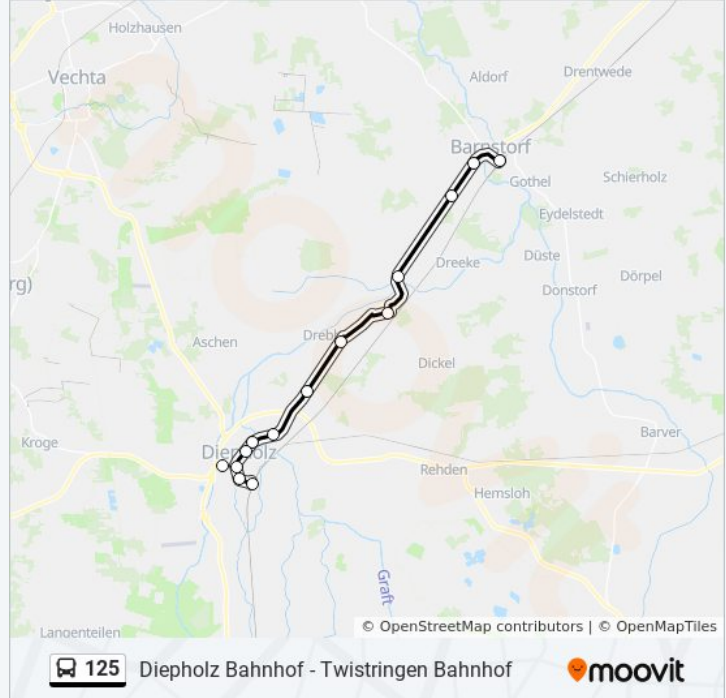 Holzhausen
Vechta
Aldorf
Drentwede
Barnstorf
Gothel
Schierholz
Eydelstedt
Dreeke
Düste
Dörpel
rg)
Donstorf
Aschen
Drebb
Dickel
Kroge
Diepholz
Barver
Rehden
Hemsloh
Graft
Langenteilen
© OpenStreetMap contributors | © OpenMapTiles
125 Diepholz Bahnhof - Twistringen Bahnhof
moovit